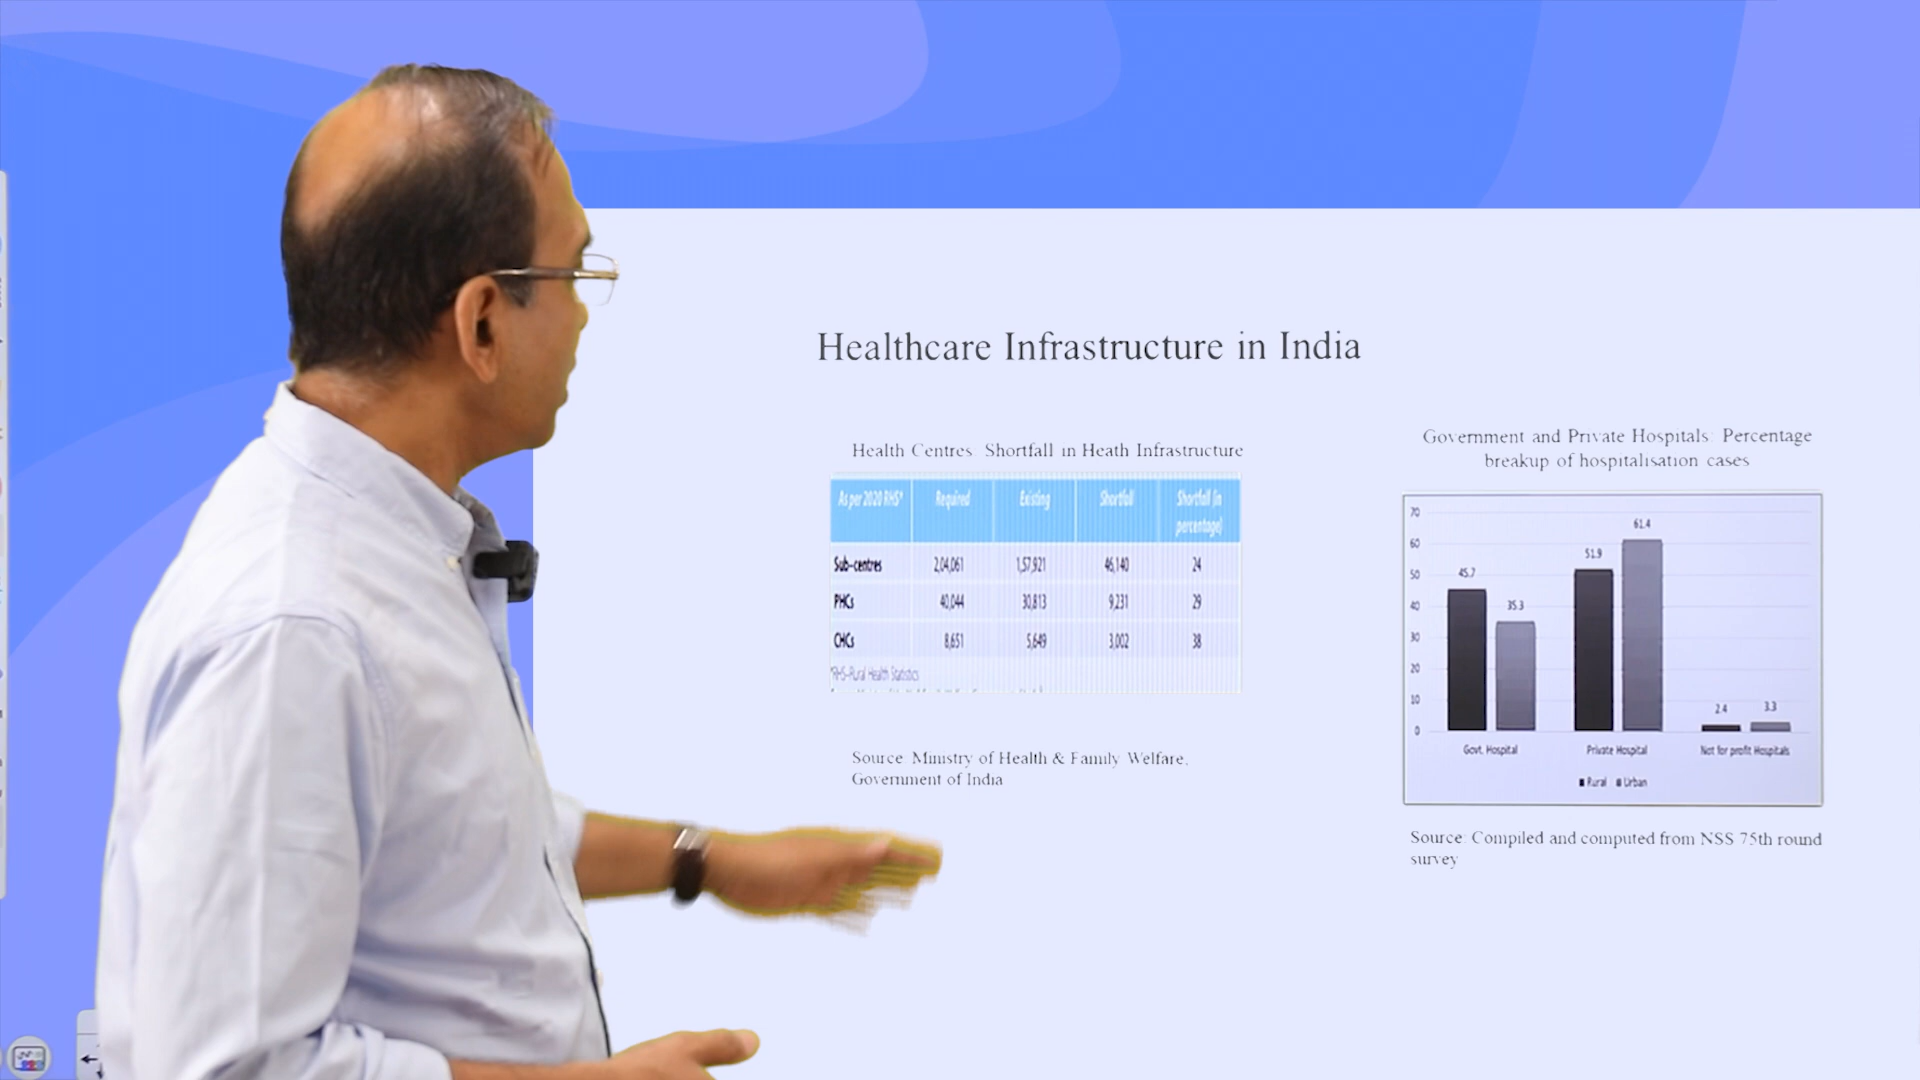 Healthcare Infrastructure in India
Health Centres: Shortfall in Heath Infrastructure
As per 2020 RHS* Required Existing Shortfall Shortfall (in
percentage)
Sub-centres 2,04,061 1,57,921 46,140 24
PHCs 40,044 30,813 9,231 29
CHCs 8,651 5,649 3,002 38
*RHS-Rural Health Statistics
Source: Ministry of Health & Family Welfare,
Government of India
Government and Private Hospitals: Percentage
breakup of hospitalisation cases
70
60
50
40
30
20
10
0
45.7
35.3
51.9
61.4
2.4
3.3
Govt. Hospital Private Hospital Not for profit Hospitals
Rural Urban
Source: Compiled and computed from NSS 75th round
survey